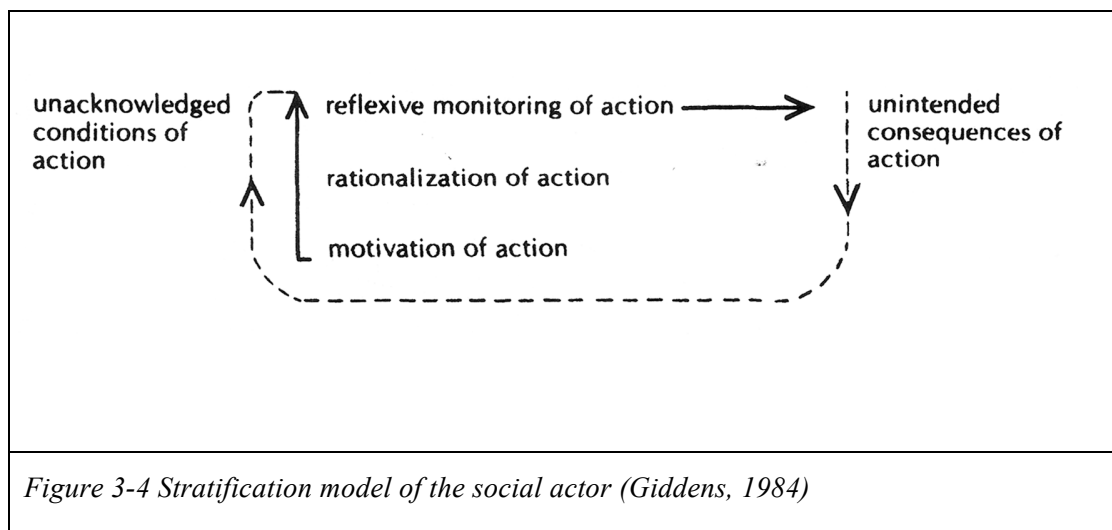 unacknowledged
conditions of
action
reflexive monitoring of action
rationalization of action
motivation of action
unintended
consequences of
action
Figure 3-4 Stratification model of the social actor (Giddens, 1984)